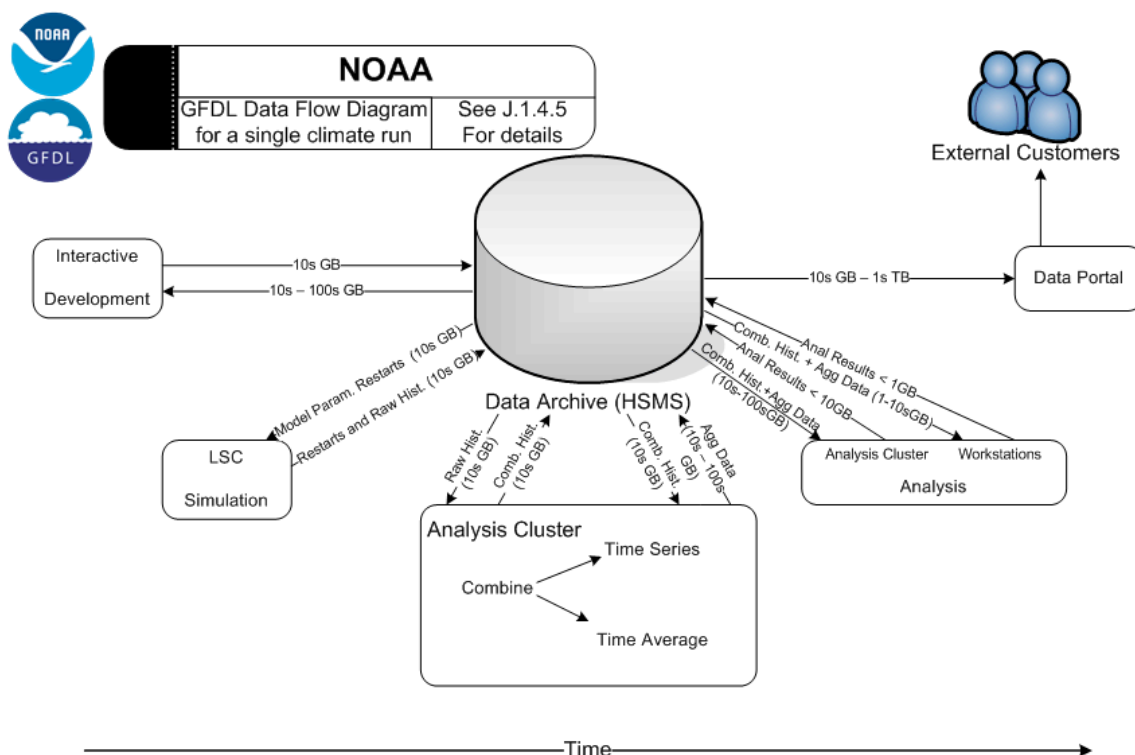 NOAA
GFDL
NOAA
GFDL Data Flow Diagram
for a single climate run
See J.1.4.5
For details
External Customers
Interactive
Development
10s GB
10s – 100s GB
10s GB – 1s TB
Data Portal
Model Param. Restarts (10s GB)
Restarts and Raw Hist. (10s GB)
Anal Results < 1GB
Comb. Hist. + Agg Data (1-10sGB)
Anal Results < 10GB
Comb. Hist.+Agg Data
(10s-100sGB)
Data Archive (HSMS)
LSC
Simulation
Raw Hist.
(10s GB)
Comb. Hist.
(10s GB)
Comb. Hist.
(10s GB)
Agg Data
(10s – 100s
GB)
Analysis Cluster
Workstations
Analysis
Analysis Cluster
Time Series
Combine
Time Average
Time